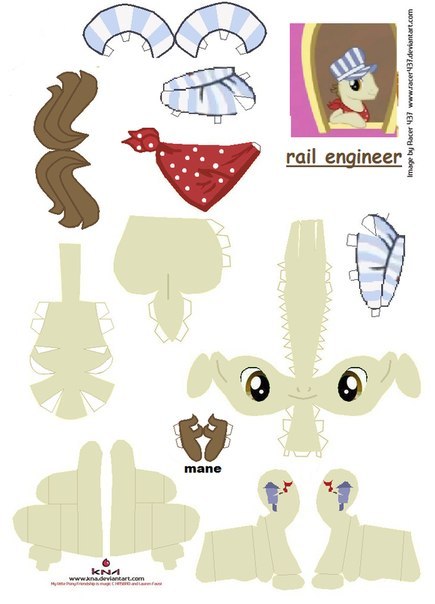 rail engineer
Image by Racer 437 www.racer437.deviantart.com
mane
KNA
www.kna.deviantart.com
My little Pony Friendship is magic © HASBRO and Lauren Faust